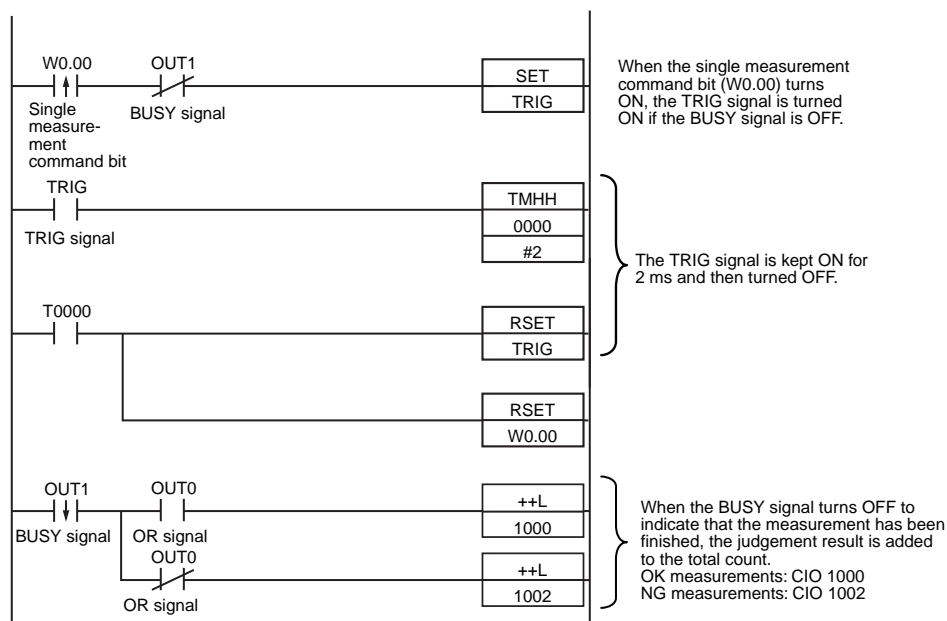 W0.00
OUT1
SET
TRIG
Single
measure-
ment
command bit
BUSY signal
When the single measurement
command bit (W0.00) turns
ON, the TRIG signal is turned
ON if the BUSY signal is OFF.
TRIG
TRIG signal
TMHH
0000
#2
The TRIG signal is kept ON for
2 ms and then turned OFF.
T0000
RSET
TRIG
RSET
W0.00
OUT1
BUSY signal
OUT0
OR signal
++L
1000
OUT0
OR signal
++L
1002
When the BUSY signal turns OFF to
indicate that the measurement has been
finished, the judgement result is added
to the total count.
OK measurements: CIO 1000
NG measurements: CIO 1002